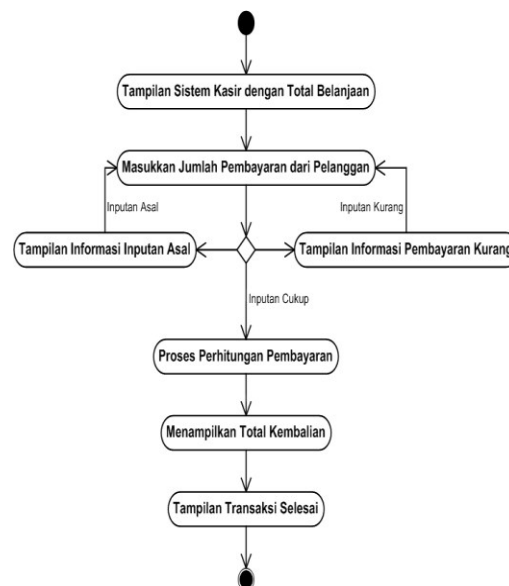 Tampilan Sistem Kasir dengan Total Belanjaan
Masukkan Jumlah Pembayaran dari Pelanggan
Inputan Asal
Inputan Kurang
Tampilan Informasi Inputan Asal
Tampilan Informasi Pembayaran Kurang
Inputan Cukup
Proses Perhitungan Pembayaran
Menampilkan Total Kembalian
Tampilan Transaksi Selesai